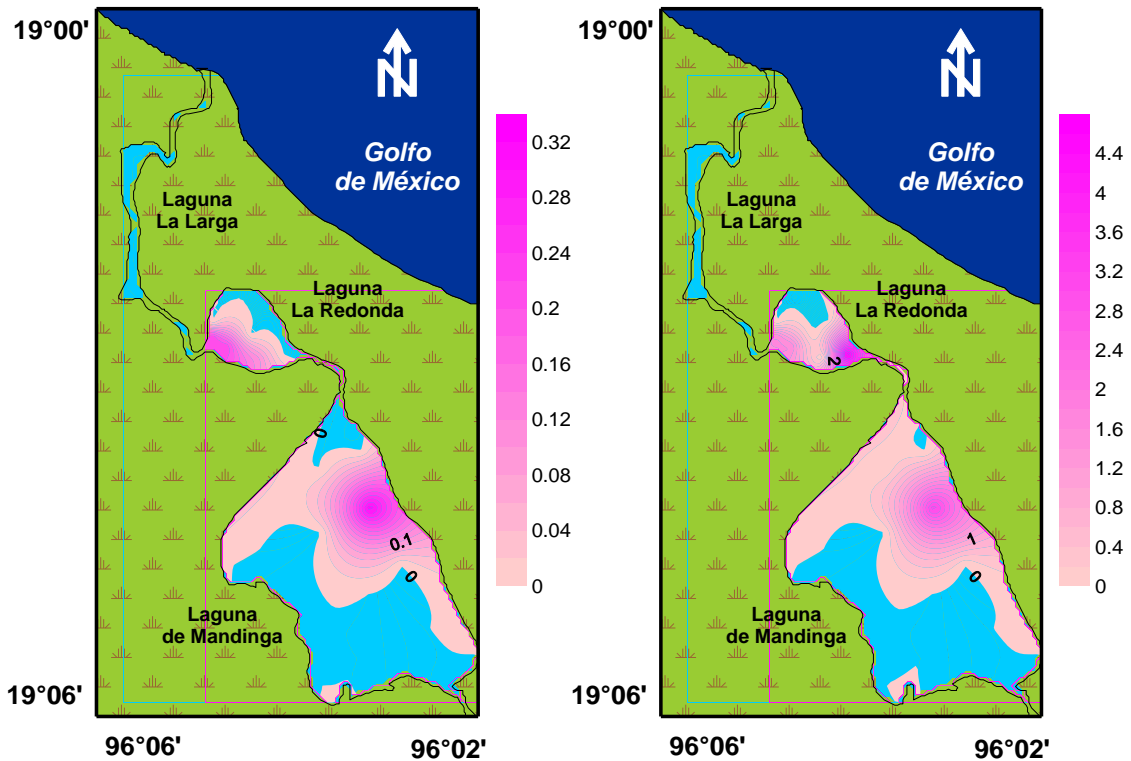 19°00'
N
Golfo
de México
Laguna
La Larga
Laguna
La Redonda
0
0.1
0
Laguna
de Mandinga
19°06'
96°06'
96°02'
0.32
0.28
0.24
0.2
0.16
0.12
0.08
0.04
0
19°00'
N
Golfo
de México
Laguna
La Larga
Laguna
La Redonda
2
1
0
Laguna
de Mandinga
19°06'
96°06'
96°02'
4.4
4
3.6
3.2
2.8
2.4
2
1.6
1.2
0.8
0.4
0